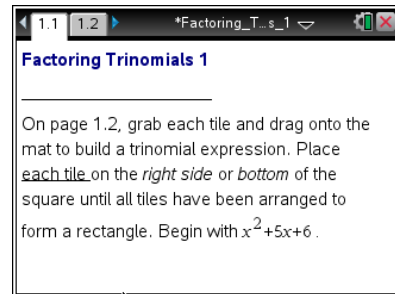 1.1 1.2 *Factoring_T...s_1
Factoring Trinomials 1
On page 1.2, grab each tile and drag onto the
mat to build a trinomial expression. Place
each tile on the right side or bottom of the
square until all tiles have been arranged to
form a rectangle. Begin with x²+5x+6 .